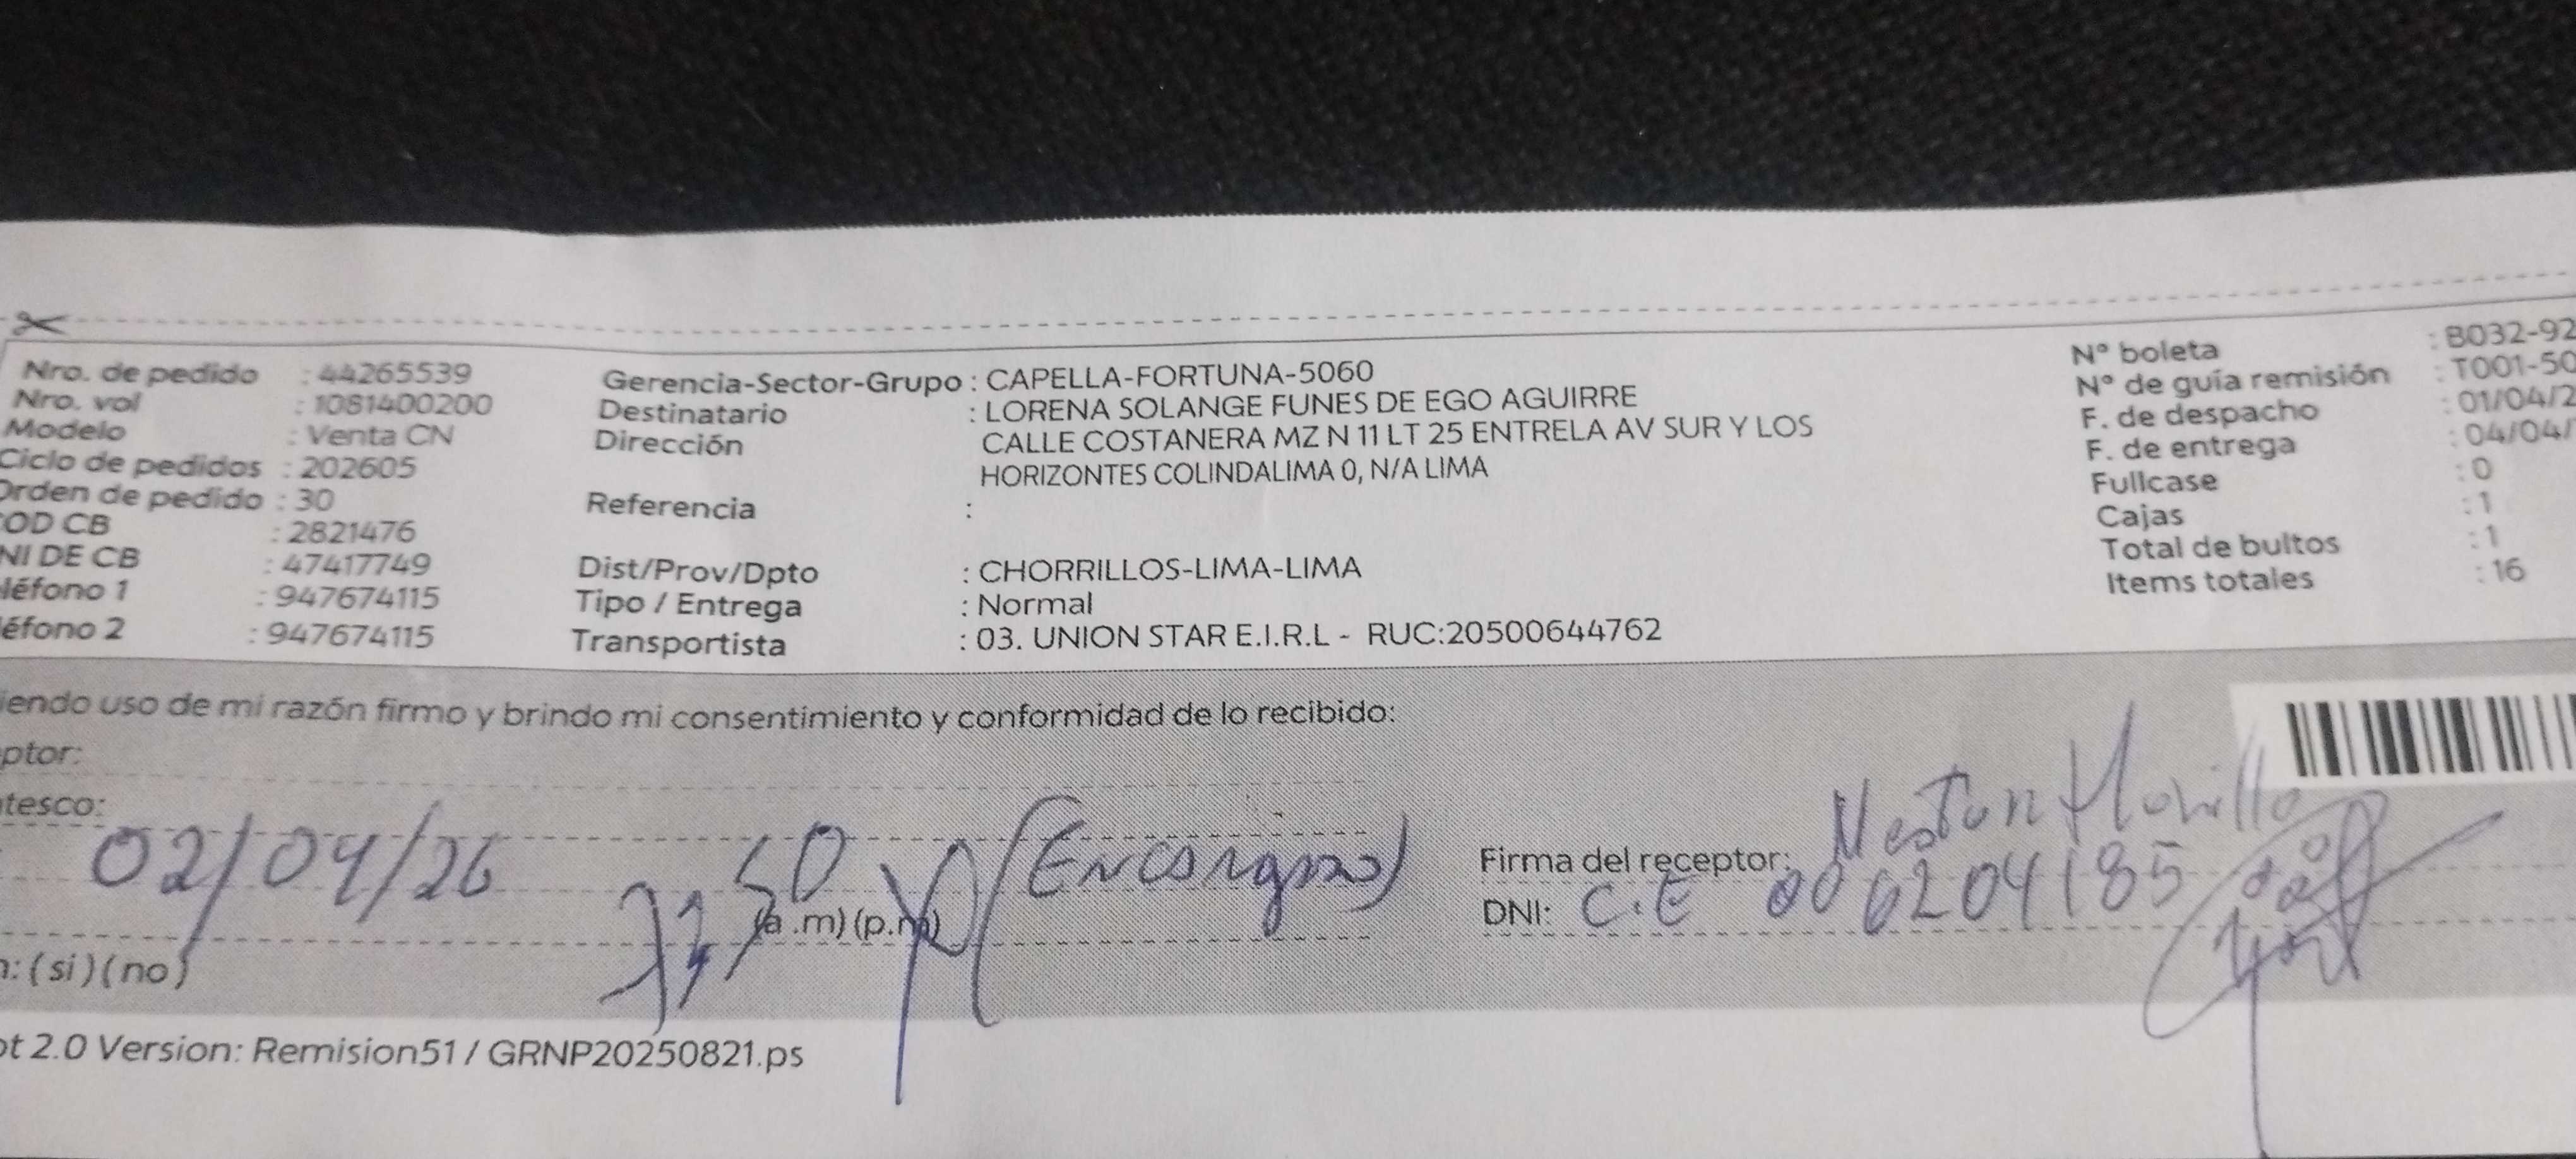 Nro. de pedido : 44265539
Nro. vol : 1081400200
Modelo : Venta CN
Ciclo de pedidos : 202605
Orden de pedido : 30
OD CB : 2821476
NI DE CB : 47417749
léfono 1 : 947674115
éfono 2 : 947674115
Gerencia-Sector-Grupo : CAPELLA-FORTUNA-5060
Destinatario : LORENA SOLANGE FUNES DE EGO AGUIRRE
Dirección CALLE COSTANERA MZ N 11 LT 25 ENTRELA AV SUR Y LOS
HORIZONTES COLINDALIMA 0, N/A LIMA
Referencia :
Dist/Prov/Dpto : CHORRILLOS-LIMA-LIMA
Tipo / Entrega : Normal
Transportista : 03. UNION STAR E.I.R.L - RUC:20500644762
N° boleta : B032-92
N° de guía remisión : T001-50
F. de despacho : 01/04/2
F. de entrega : 04/04/
Fullcase : 0
Cajas : 1
Total de bultos : 1
Items totales : 16
iendo uso de mi razón firmo y brindo mi consentimiento y conformidad de lo recibido:
ptor:
tesco:
02/04/26
50 (a.m)(p.m) (Encargado)
Firma del receptor:
DNI: C.E 006204185
n: (si)(no)
ot 2.0 Version: Remision51 / GRNP20250821.ps